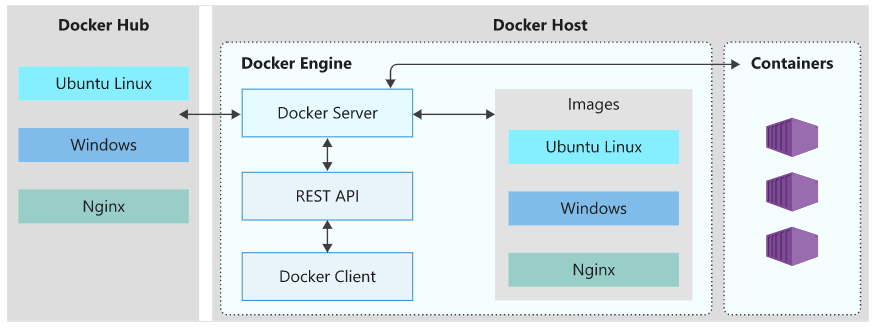 Docker Hub
Ubuntu Linux
Windows
Nginx
Docker Host
Docker Engine
Docker Server
REST API
Docker Client
Images
Ubuntu Linux
Windows
Nginx
Containers